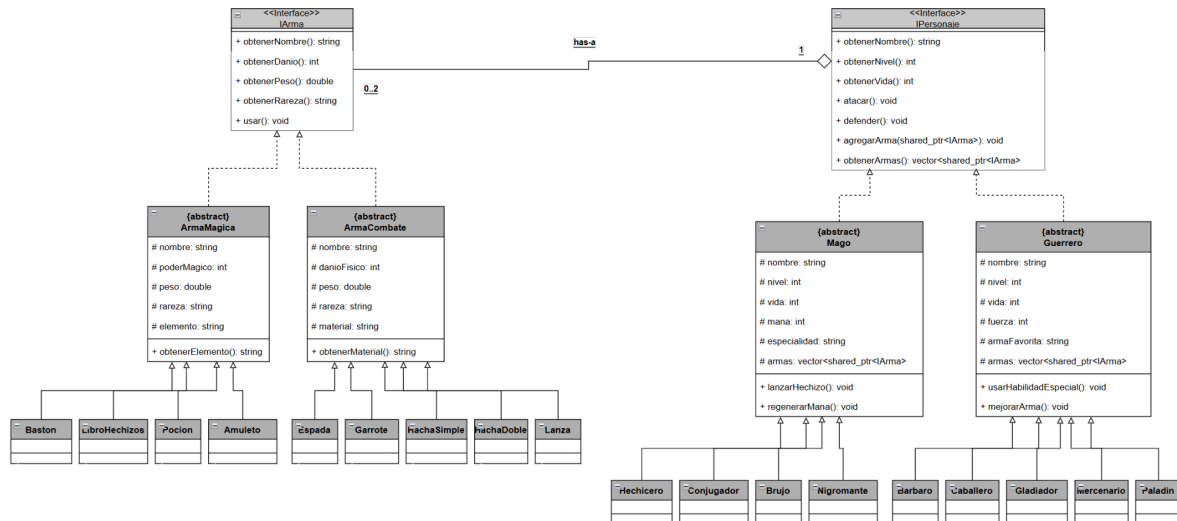 <<Interface>>
IArma
+ obtenerNombre(): string
+ obtenerDanio(): int
+ obtenerPeso(): double
+ obtenerRareza(): string
+ usar(): void
has-a
0..2
1
<<Interface>>
IPersonaje
+ obtenerNombre(): string
+ obtenerNivel(): int
+ obtenerVida(): int
+ atacar(): void
+ defender(): void
+ agregarArma(shared_ptr<IArma>): void
+ obtenerArmas(): vector<shared_ptr<IArma>
{abstract}
ArmaMagica
# nombre: string
# poderMagico: int
# peso: double
# rareza: string
# elemento: string
+ obtenerElemento(): string
{abstract}
ArmaCombate
# nombre: string
# danioFisico: int
# peso: double
# rareza: string
# material: string
+ obtenerMaterial(): string
{abstract}
Mago
# nombre: string
# nivel: int
# vida: int
# mana: int
# especialidad: string
# armas: vector<shared_ptr<IArma>
+ lanzarHechizo(): void
+ regenerarMana(): void
{abstract}
Guerrero
# nombre: string
# nivel: int
# vida: int
# fuerza: int
# armaFavorita: string
# armas: vector<shared_ptr<IArma>
+ usarHabilidadEspecial(): void
+ mejorarArma(): void
Baston
LibroHechizos
Pocion
Amuleto
Espada
Garrote
HachaSimple
HachaDoble
Lanza
Hechicero
Conjugador
Brujo
Nigromante
Barbaro
Caballero
Gladiador
Mercenario
Paladin